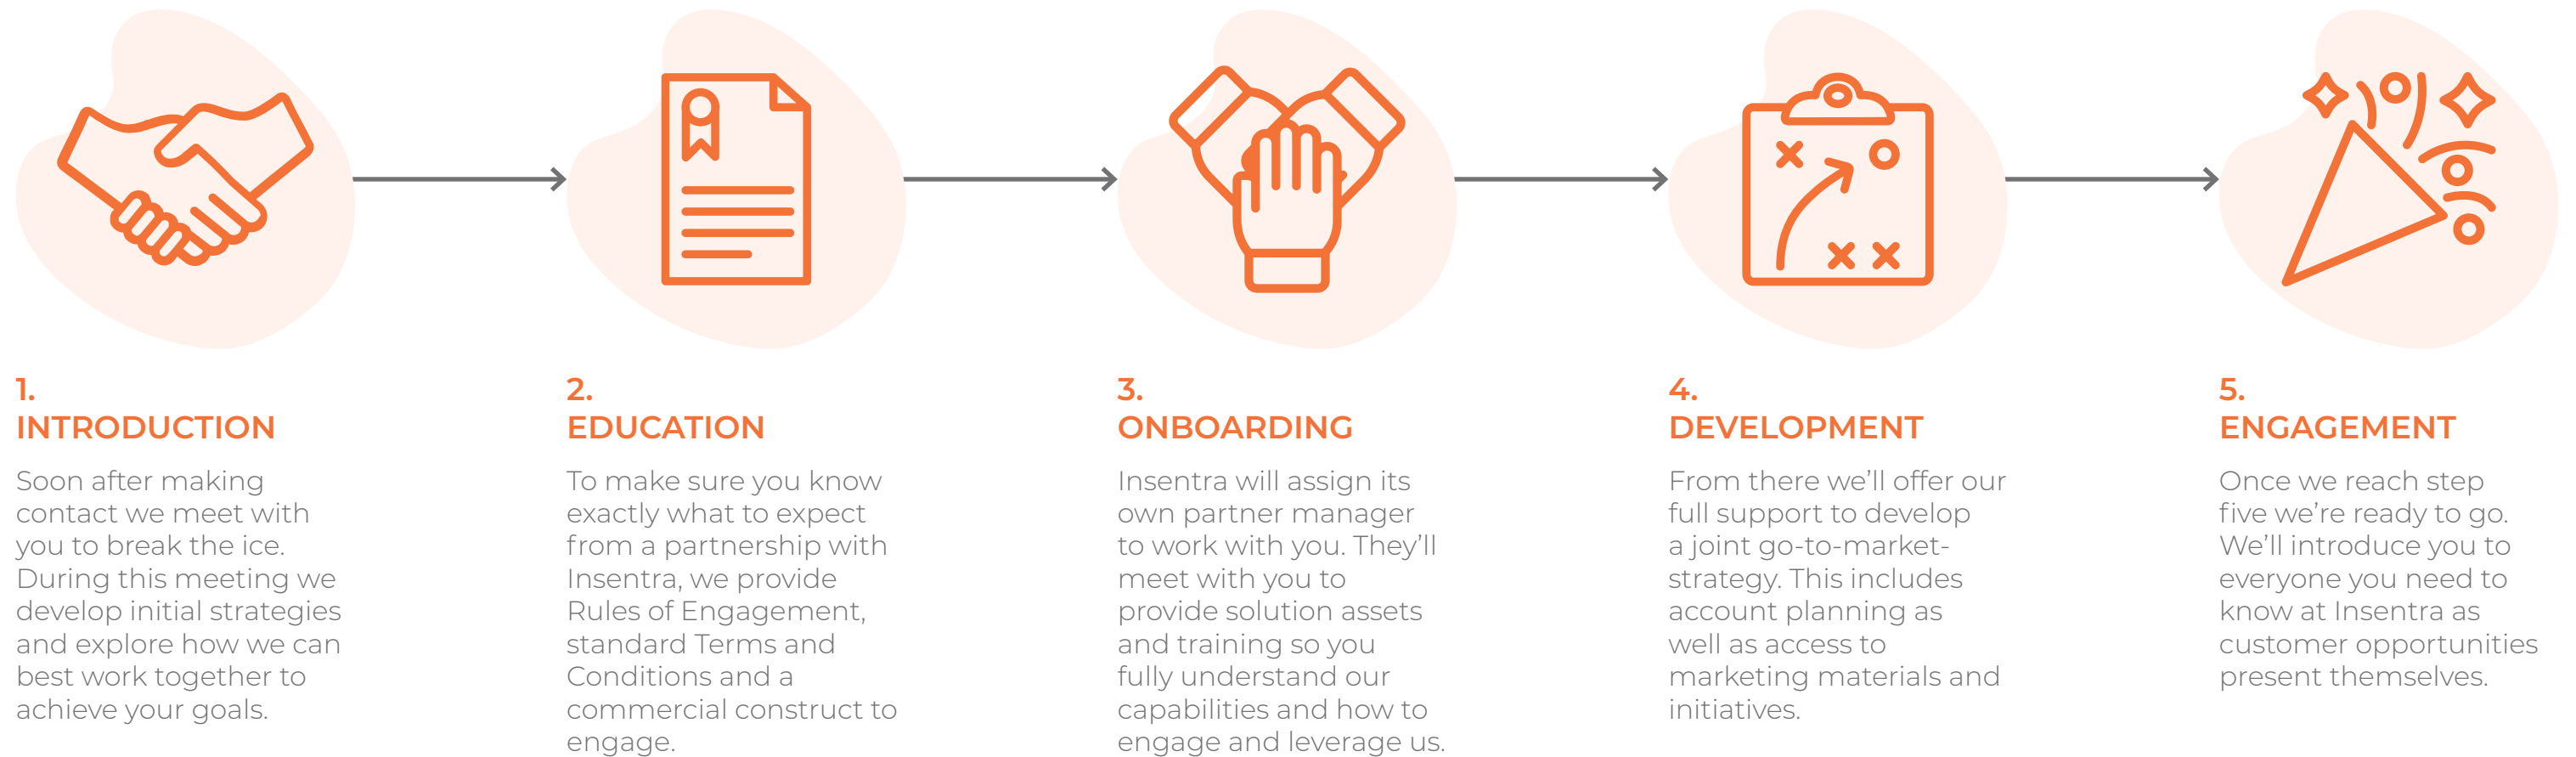 1.
INTRODUCTION
Soon after making
contact we meet with
you to break the ice.
During this meeting we
develop initial strategies
and explore how we can
best work together to
achieve your goals.
2.
EDUCATION
To make sure you know
exactly what to expect
from a partnership with
Insentra, we provide
Rules of Engagement,
standard Terms and
Conditions and a
commercial construct to
engage.
3.
ONBOARDING
Insentra will assign its
own partner manager
to work with you. They’ll
meet with you to
provide solution assets
and training so you
fully understand our
capabilities and how to
engage and leverage us.
4.
DEVELOPMENT
From there we’ll offer our
full support to develop
a joint go-to-market-
strategy. This includes
account planning as
well as access to
marketing materials and
initiatives.
5.
ENGAGEMENT
Once we reach step
five we’re ready to go.
We’ll introduce you to
everyone you need to
know at Insentra as
customer opportunities
present themselves.